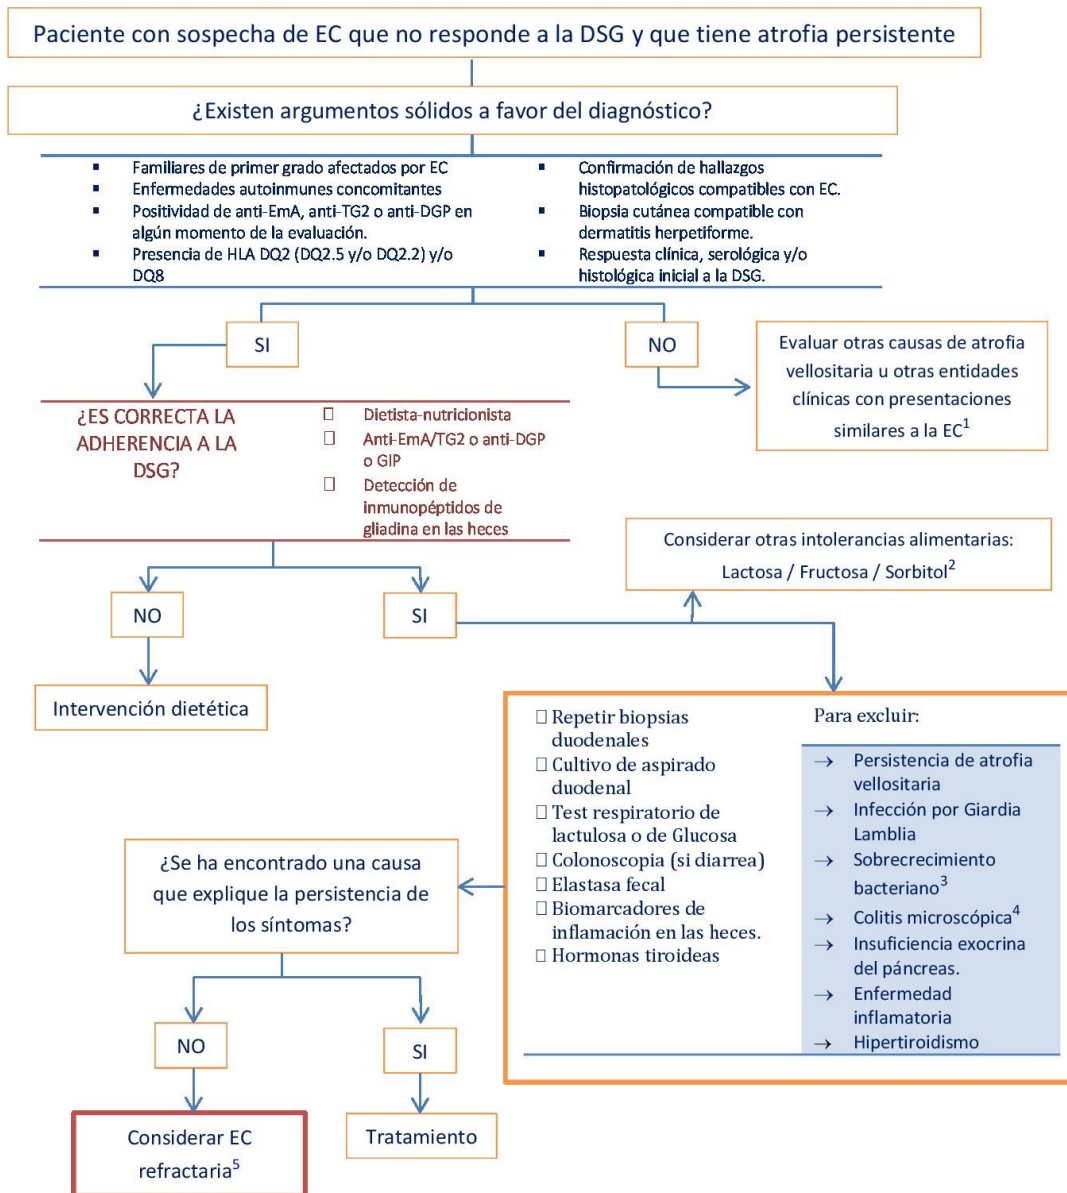 Paciente con sospecha de EC que no responde a la DSG y que tiene atrofia persistente
¿Existen argumentos sólidos a favor del diagnóstico?
▪ Familiares de primer grado afectados por EC
▪ Enfermedades autoinmunes concomitantes
▪ Positividad de anti-EmA, anti-TG2 o anti-DGP en
algún momento de la evaluación.
▪ Presencia de HLA DQ2 (DQ2.5 y/o DQ2.2) y/o
DQ8
▪ Confirmación de hallazgos
histopatológicos compatibles con EC.
▪ Biopsia cutánea compatible con
dermatitis herpetiforme.
▪ Respuesta clínica, serológica y/o
histológica inicial a la DSG.
SI
NO
Evaluar otras causas de atrofia
vellositaria u otras entidades
clínicas con presentaciones
similares a la EC1
¿ES CORRECTA LA
ADHERENCIA A LA
DSG?
□ Dietista-nutricionista
□ Anti-EmA/TG2 o anti-DGP
o GIP
□ Detección de
inmunopéptidos de
gliadina en las heces
Considerar otras intolerancias alimentarias:
Lactosa / Fructosa / Sorbitol2
NO
SI
Intervención dietética
□ Repetir biopsias
duodenales
□ Cultivo de aspirado
duodenal
□ Test respiratorio de
lactulosa o de Glucosa
□ Colonoscopia (si diarrea)
□ Elastasa fecal
□ Biomarcadores de
inflamación en las heces.
□ Hormonas tiroideas
Para excluir:
→ Persistencia de atrofia
vellositaria
→ Infección por Giardia
Lamblia
→ Sobrecrecimiento
bacteriano3
→ Colitis microscópica4
→ Insuficiencia exocrina
del páncreas.
→ Enfermedad
inflamatoria
→ Hipertiroidismo
¿Se ha encontrado una causa
que explique la persistencia de
los síntomas?
NO
SI
Considerar EC
refractaria5
Tratamiento